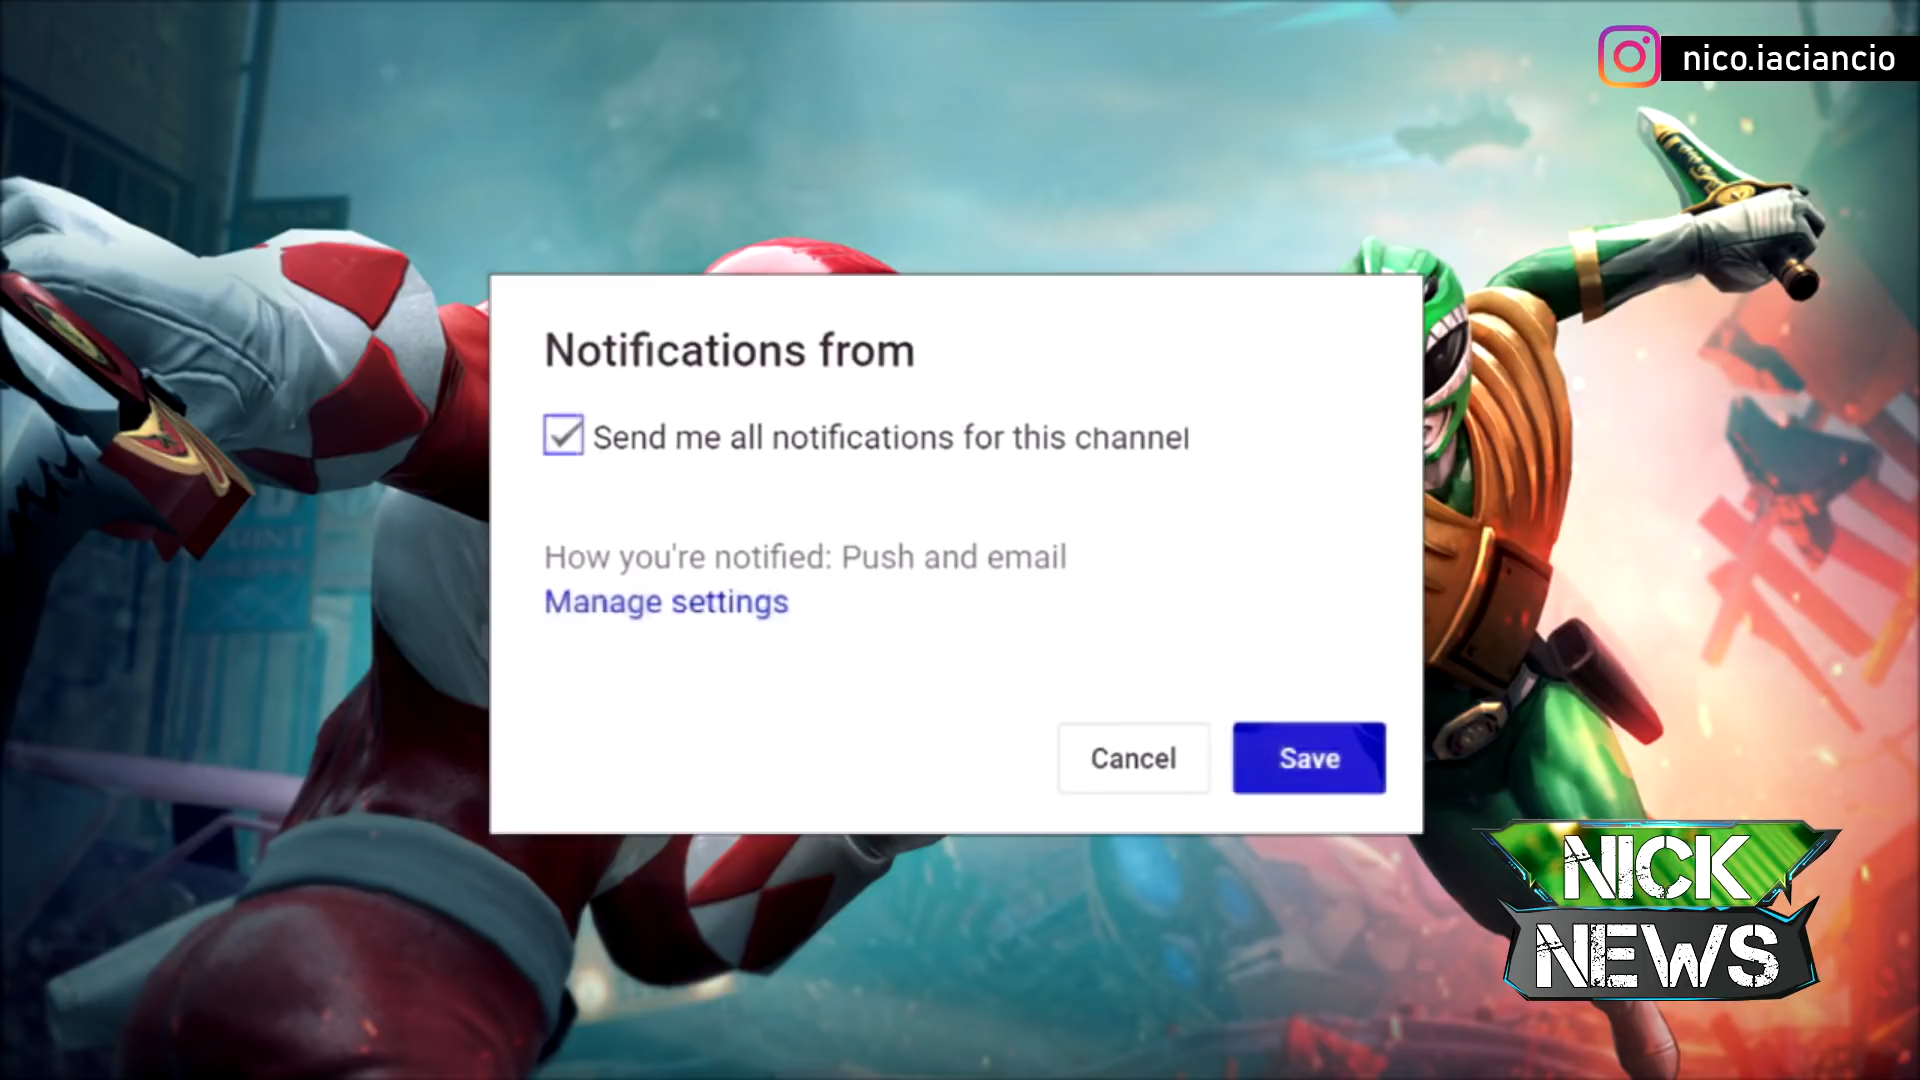 nico.iaciancio
Notifications from
Send me all notifications for this channel
How you're notified: Push and email
Manage settings
Cancel
Save
NICK
NEWS